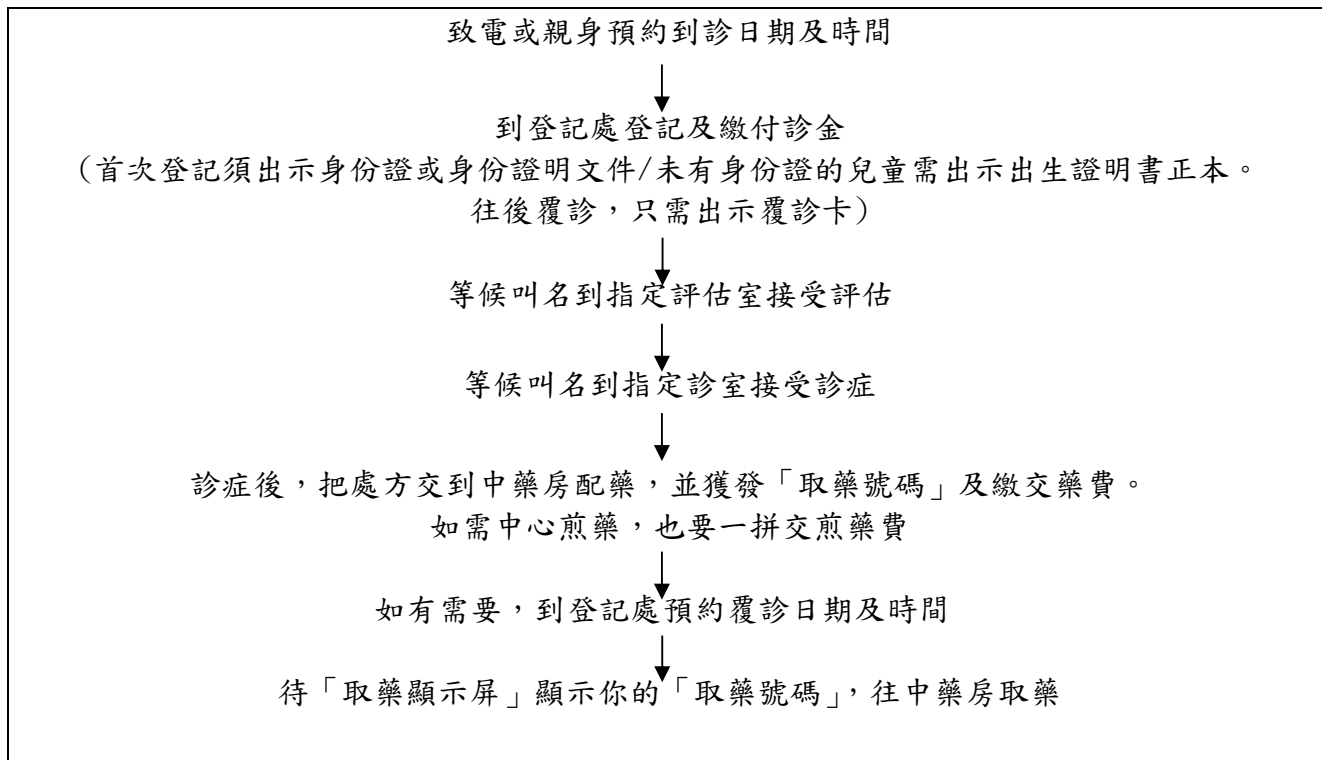 致電或親身預約到診日期及時間
到登記處登記及繳付診金
（首次登記須出示身份證或身份證明文件/未有身份證的兒童需出示出生證明書正本。
往後覆診，只需出示覆診卡）
等候叫名到指定評估室接受評估
等候叫名到指定診室接受診症
診症後，把處方交到中藥房配藥，並獲發「取藥號碼」及繳交藥費。
如需中心煎藥，也要一拼交煎藥費
如有需要，到登記處預約覆診日期及時間
待「取藥顯示屏」顯示你的「取藥號碼」，往中藥房取藥